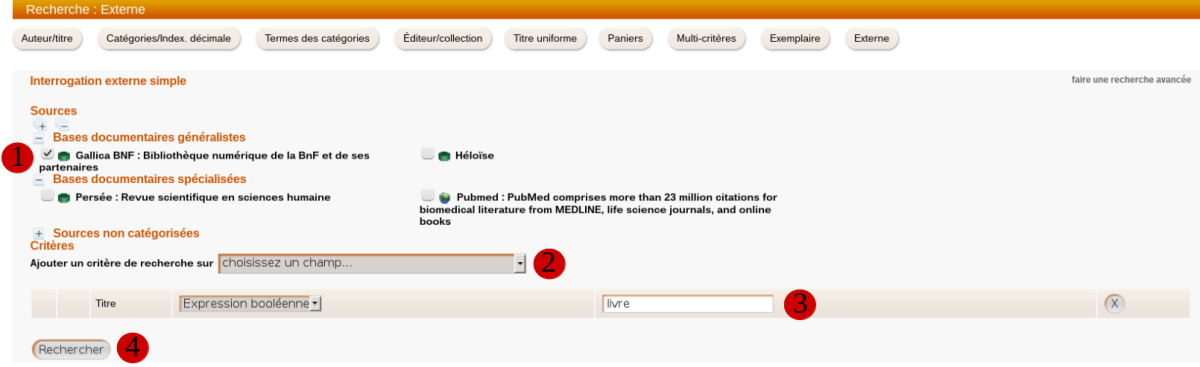 Recherche : Externe
Auteur/titre Catégories/Index. décimale Termes des catégories Éditeur/collection Titre uniforme Paniers Multi-critères Exemplaire Externe
Interrogation externe simple faire une recherche avancée
Sources
+ −
− Bases documentaires généralistes
1 Gallica BNF : Bibliothèque numérique de la BnF et de ses
partenaires
Héloïse
− Bases documentaires spécialisées
Persée : Revue scientifique en sciences humaine
Pubmed : PubMed comprises more than 23 million citations for
biomedical literature from MEDLINE, life science journals, and online
books
+ Sources non catégorisées
Critères
Ajouter un critère de recherche sur choisissez un champ... 2
Titre Expression booléenne livre 3 X
Rechercher 4